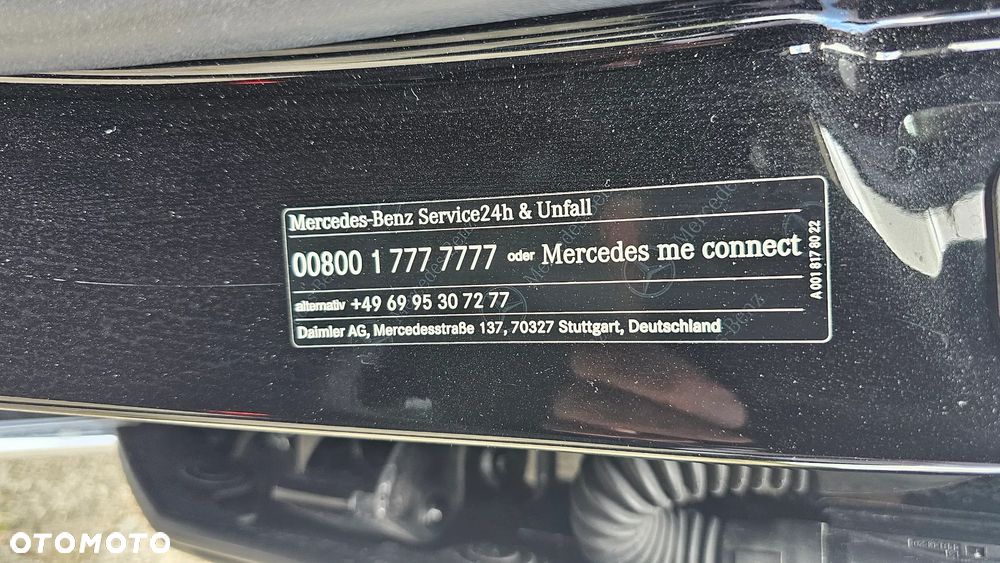 Mercedes-Benz Service24h & Unfall
00800 1 777 7777 oder Mercedes me connect
alternativ +49 69 95 30 72 77
Daimler AG, Mercedesstraße 137, 70327 Stuttgart, Deutschland
A 001 817 80 22
OTOMOTO